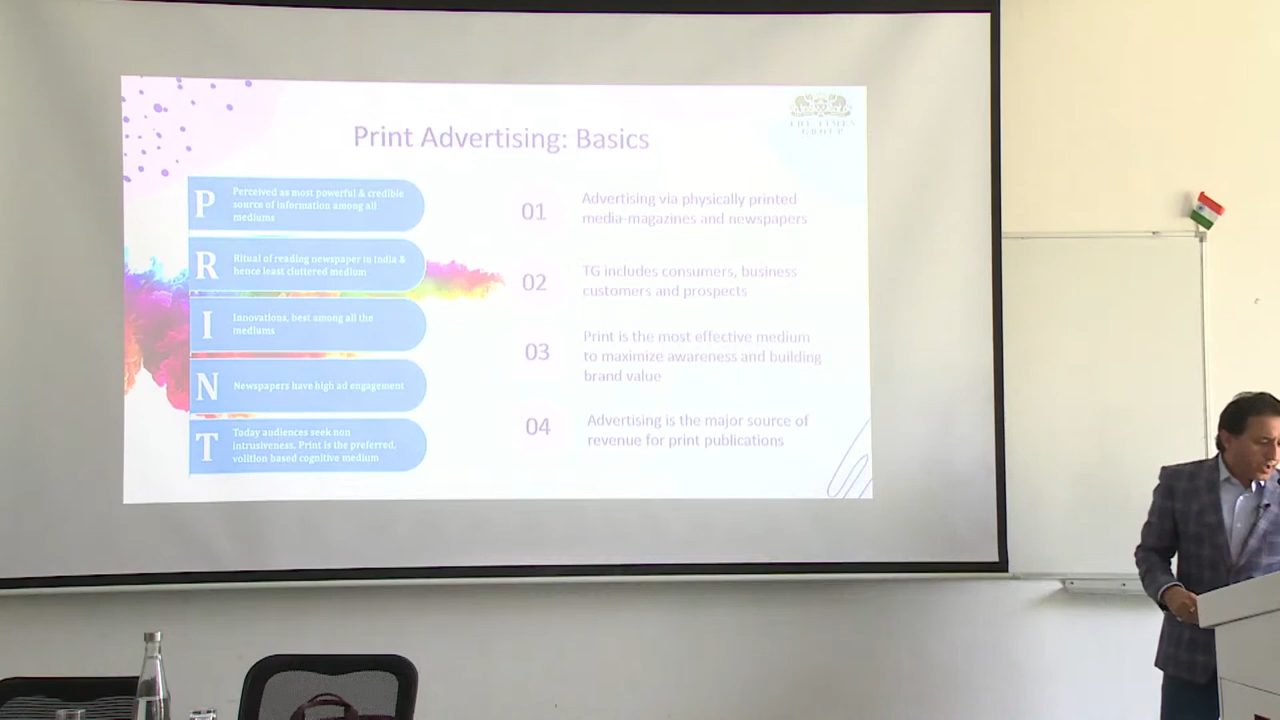 THE TIMES
GROUP
Print Advertising: Basics
P
Perceived as most powerful & credible
source of information among all
mediums
R
Ritual of reading newspaper in India &
hence least cluttered medium
I
Innovations, best among all the
mediums
N
Newspapers have high ad engagement
T
Today audiences seek non
intrusiveness. Print is the preferred,
volition based cognitive medium
01
Advertising via physically printed
media-magazines and newspapers
02
TG includes consumers, business
customers and prospects
03
Print is the most effective medium
to maximize awareness and building
brand value
04
Advertising is the major source of
revenue for print publications